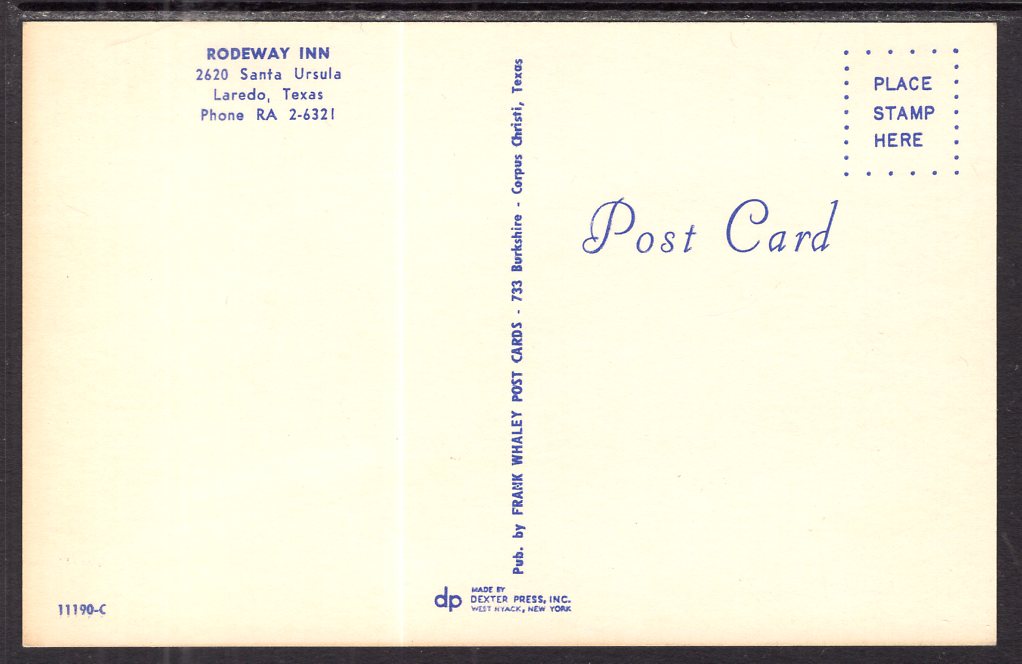 RODEWAY INN
2620 Santa Ursula
Laredo, Texas
Phone RA 2-6321
Pub. by FRANK WHALEY POST CARDS - 733 Burkshire - Corpus Christi, Texas
PLACE
STAMP
HERE
Post Card
11190-C
dp
MADE BY
DEXTER PRESS, INC.
WEST NYACK, NEW YORK